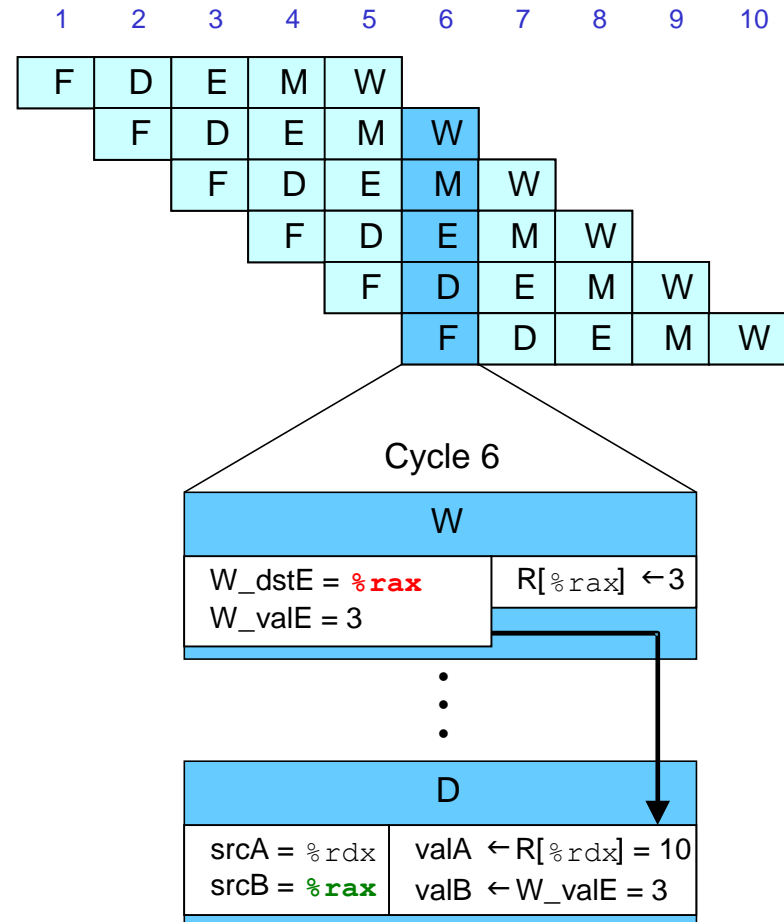 1 2 3 4 5 6 7 8 9 10
F D E M W
F D E M W
F D E M W
F D E M W
F D E M W
F D E M W
Cycle 6
W
W_dstE = %rax
W_valE = 3
R[%rax] ←3
•
•
•
D
srcA = %rdx
srcB = %rax
valA ←R[%rdx] = 10
valB ←W_valE = 3